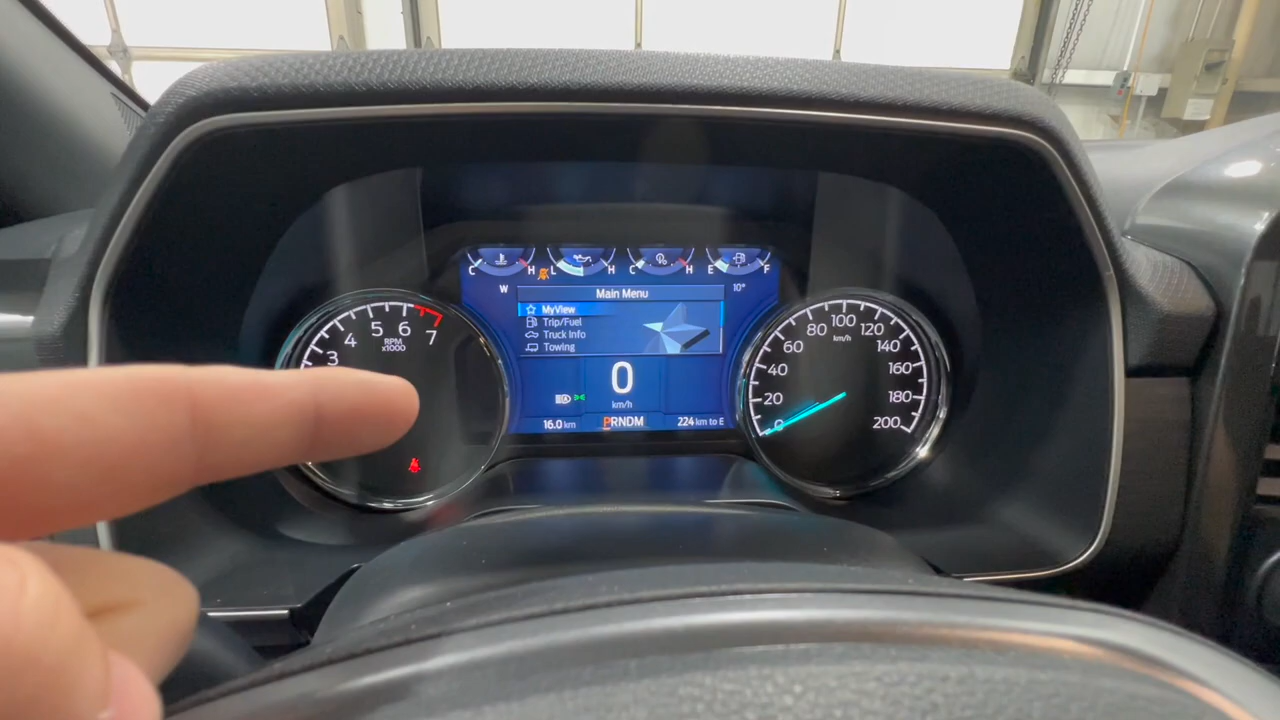 C H L H C H E F
W 10°
Main Menu
MyView
Trip/Fuel
Truck Info
Towing
0
km/h
16.0 km PRNDM 224 km to E
3 4 5 6 7
RPM
x1000
0 20 40 60 80 100 120 140 160 180 200
km/h